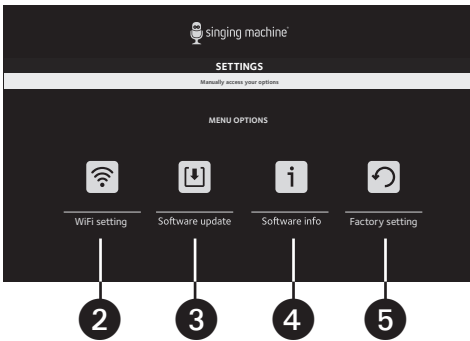 singing machine®
SETTINGS
Manually access your options
MENU OPTIONS
i
WiFi setting Software update Software info Factory setting
2 3 4 5